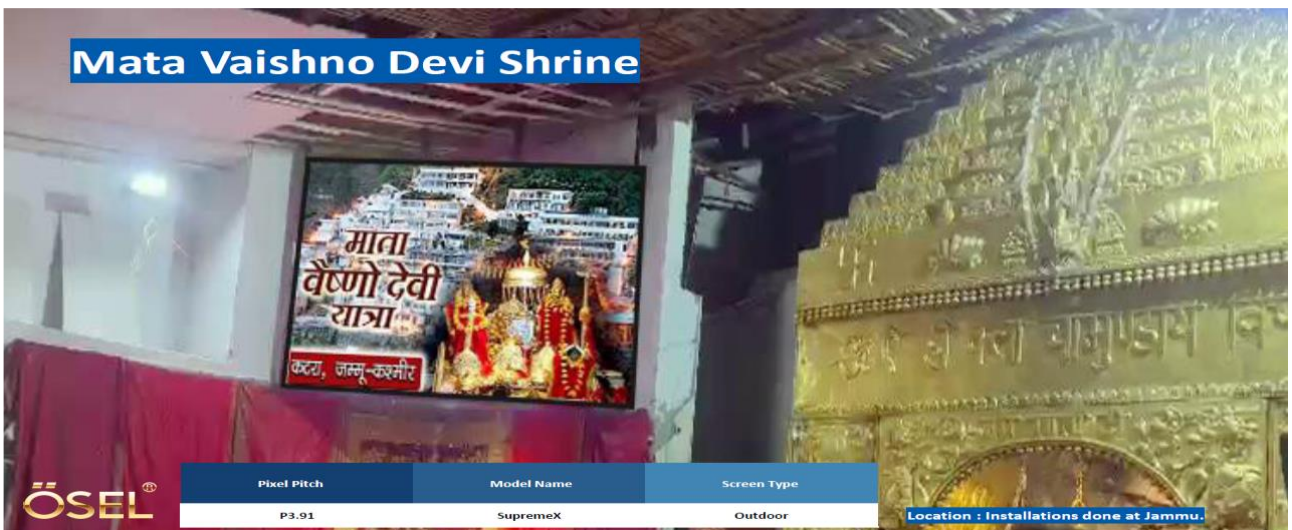 Mata Vaishno Devi Shrine
माता
वैष्णो देवी
यात्रा
कटरा, जम्मू-कश्मीर
ÖSEL®
Pixel Pitch Model Name Screen Type
P3.91 SupremeX Outdoor
Location : Installations done at Jammu.